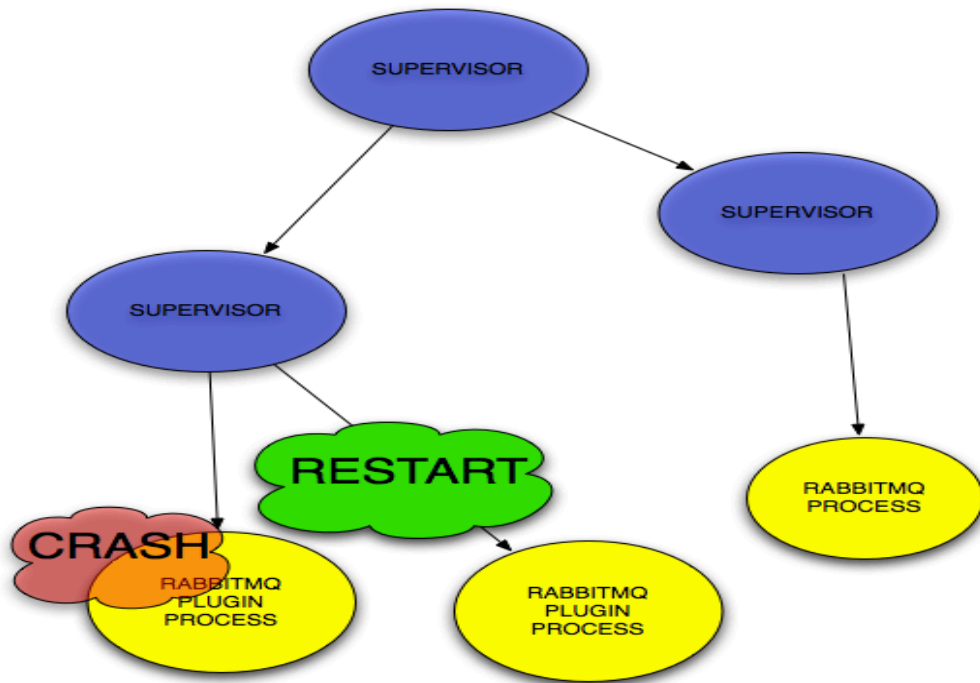 SUPERVISOR
SUPERVISOR
SUPERVISOR
RESTART
RABBITMQ
PROCESS
CRASH
RABBITMQ
PLUGIN
PROCESS
RABBITMQ
PLUGIN
PROCESS